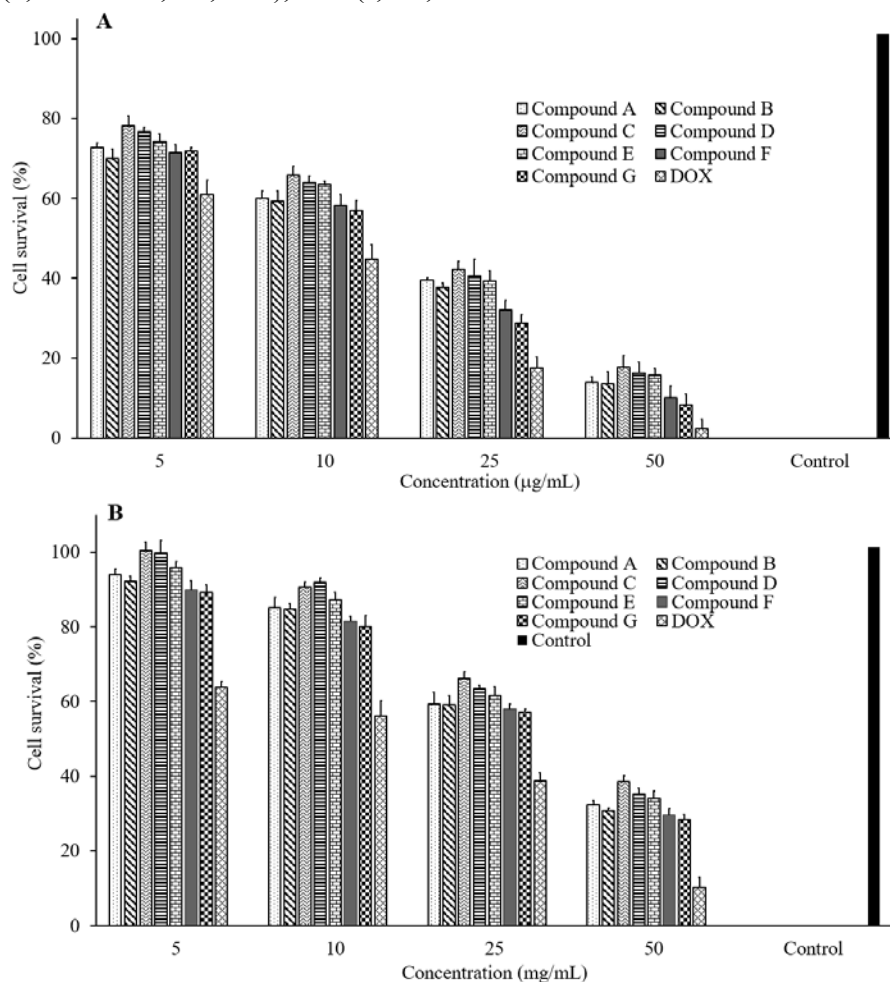 A
100
80
60
40
20
0
Cell survival (%)
Compound A Compound B
Compound C Compound D
Compound E Compound F
Compound G DOX
5 10 25 50 Control
Concentration (μg/mL)
B
100
80
60
40
20
0
Cell survival (%)
Compound A Compound B
Compound C Compound D
Compound E Compound F
Compound G DOX
Control
5 10 25 50 Control
Concentration (mg/mL)